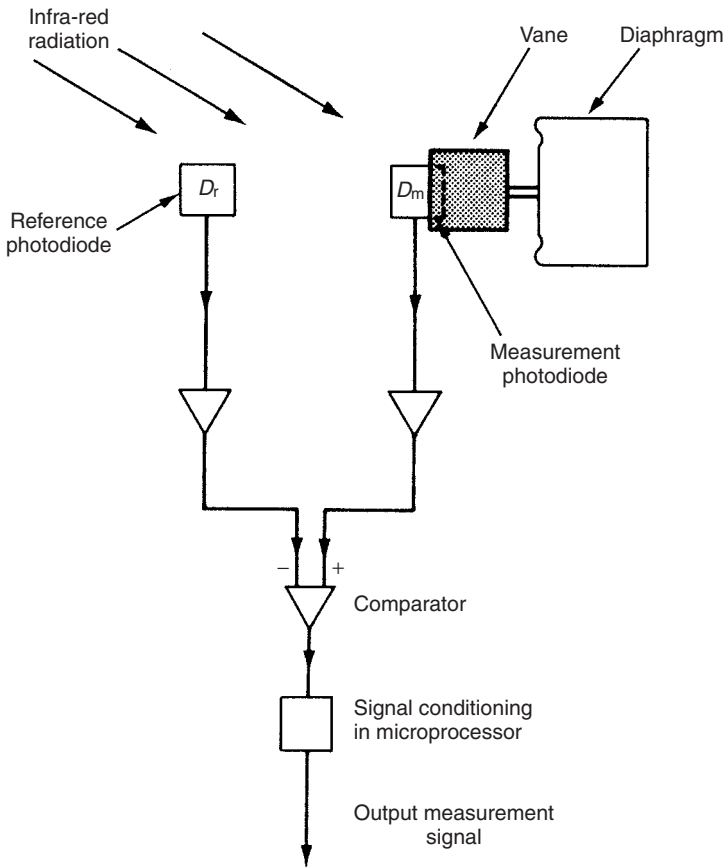 Infra-red
radiation
Vane
Diaphragm
Dr
Dm
Reference
photodiode
Measurement
photodiode
− +
Comparator
Signal conditioning
in microprocessor
Output measurement
signal